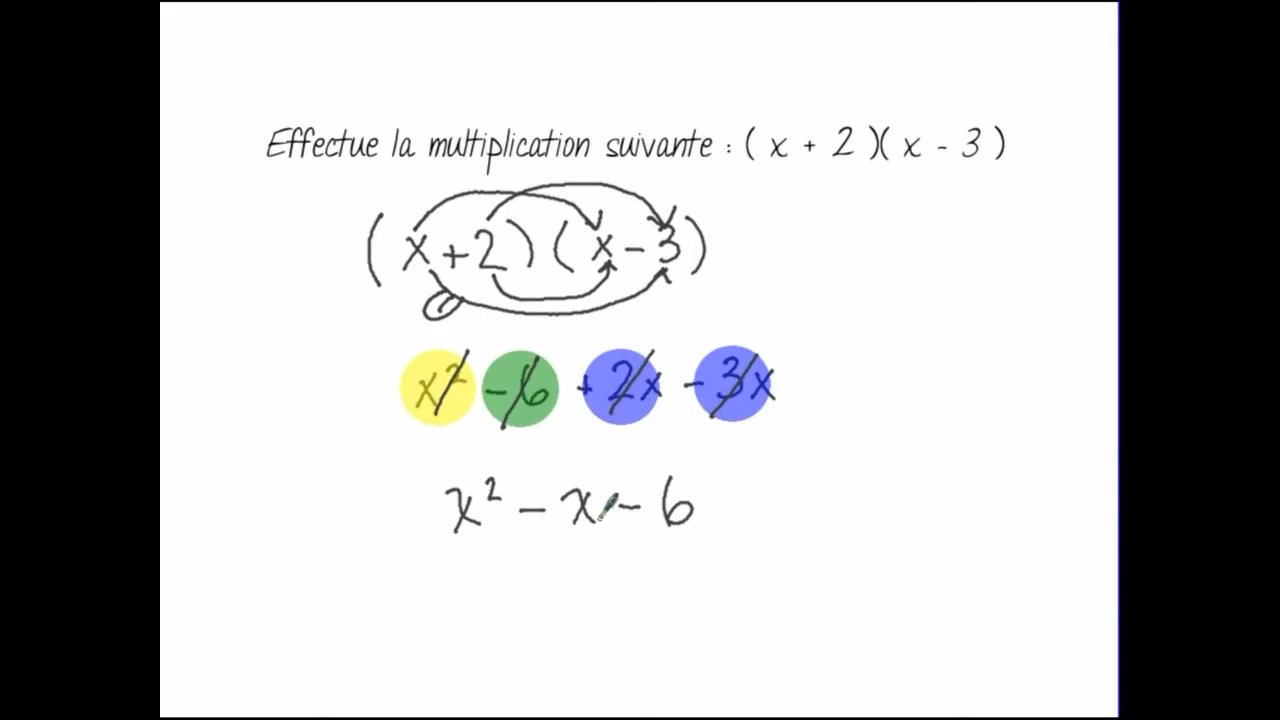 Effectue la multiplication suivante : ( x + 2 )( x - 3 )
( x + 2 ) ( x - 3 )
x² - 6 + 2x - 3x
x² - x - 6